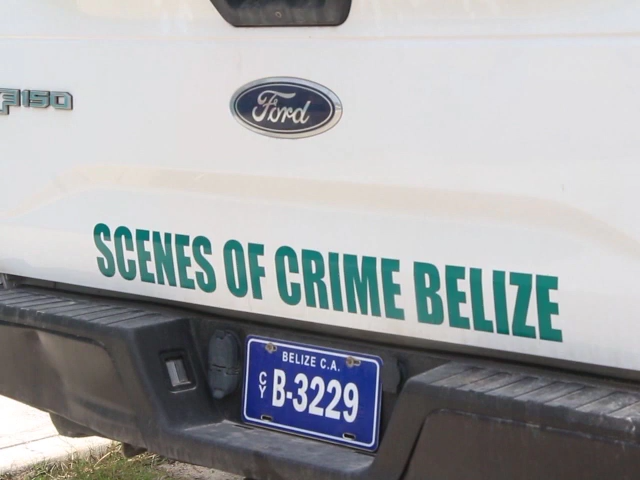 F150
Ford
SCENES OF CRIME BELIZE
BELIZE C.A.
CY B-3229